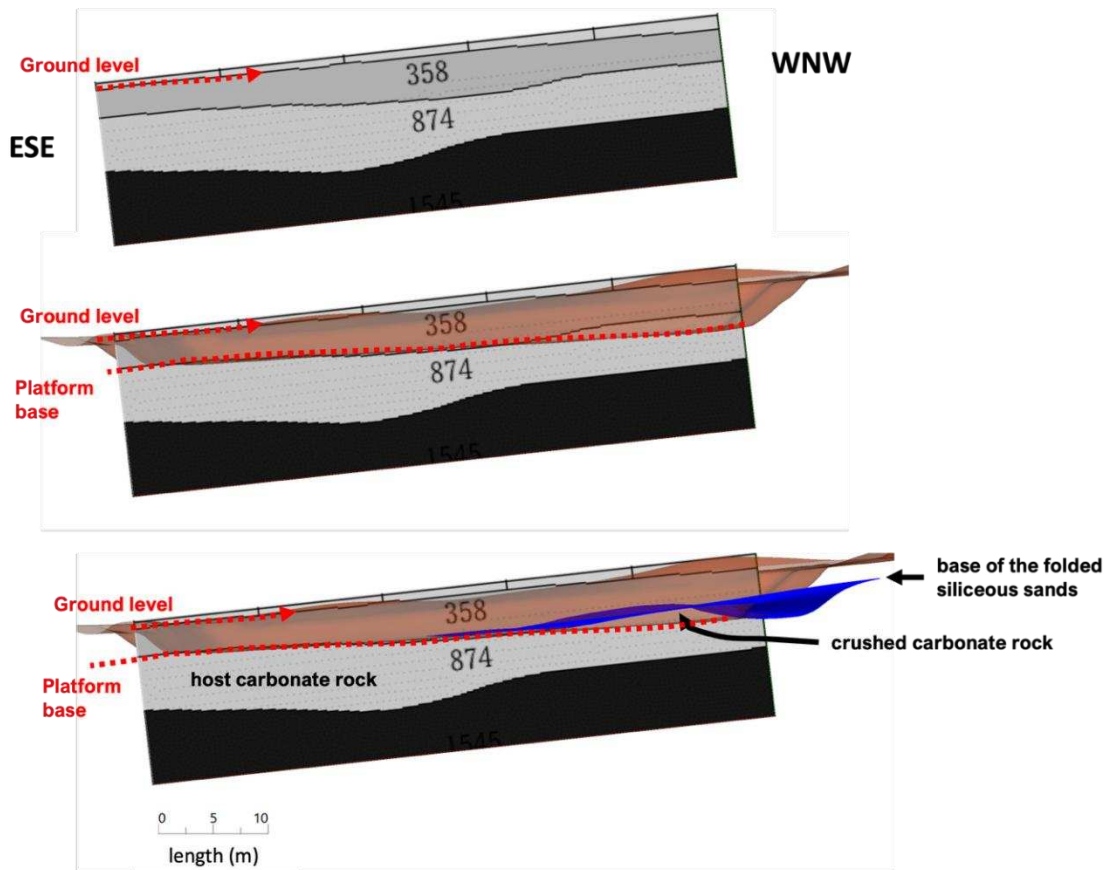 Ground level
358
WNW
874
ESE
1545
Ground level
358
Platform
base
874
1545
base of the folded
siliceous sands
Ground level
358
crushed carbonate rock
874
host carbonate rock
Platform
base
1545
0 5 10
length (m)